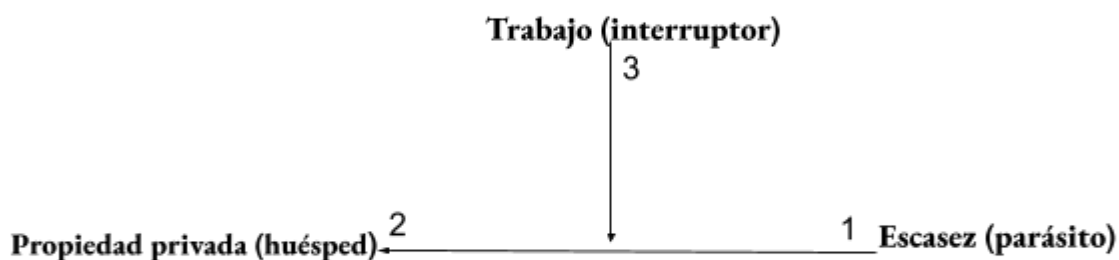 Trabajo (interruptor)
3
Propiedad privada (huésped) 2 1 Escasez (parásito)